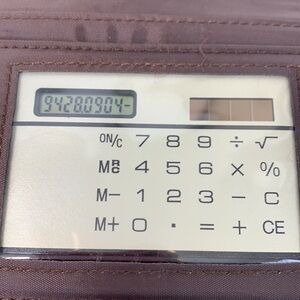 94280904-
ON/C 7 8 9 ÷ √
MRC 4 5 6 × %
M– 1 2 3 – C
M+ 0 . = + CE